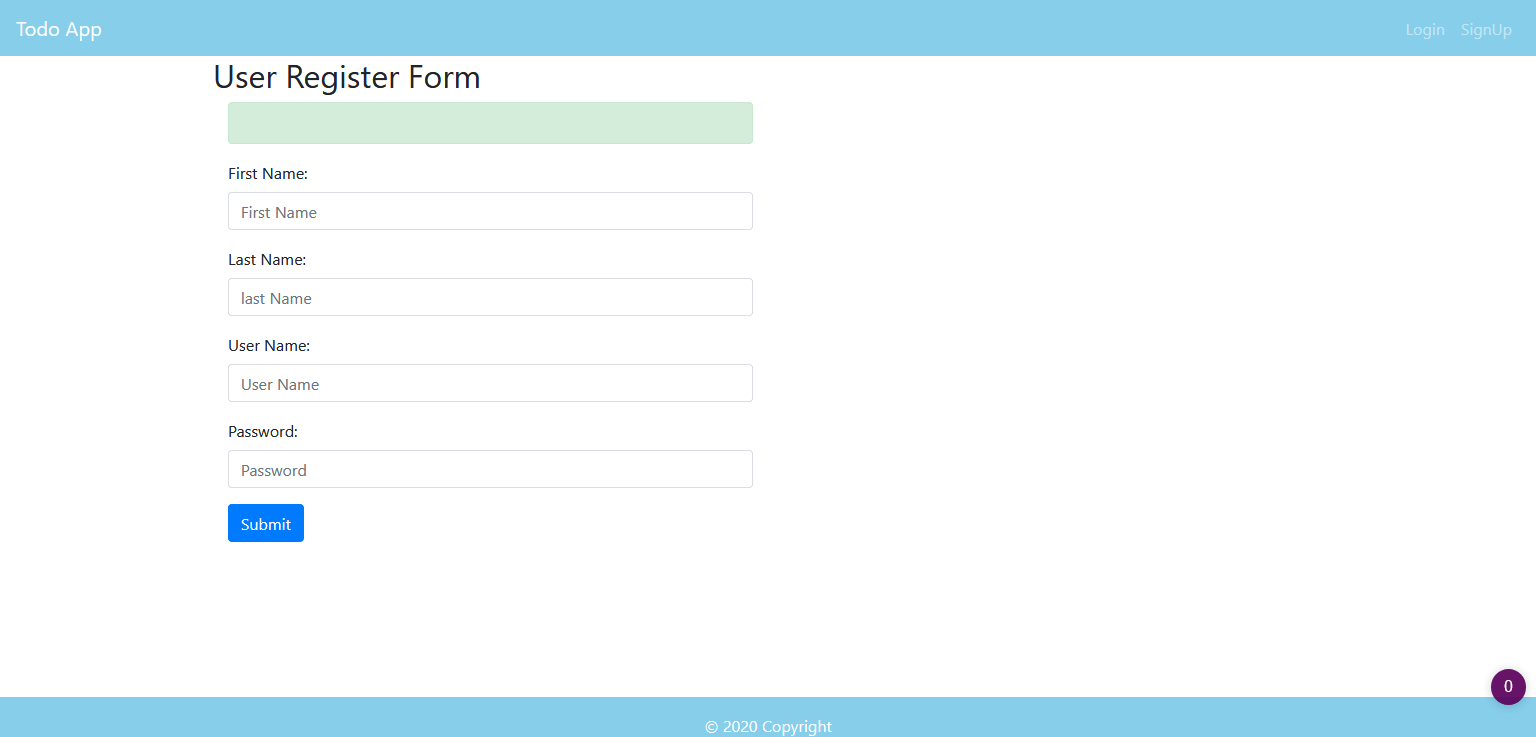 Todo App
Login SignUp
User Register Form
First Name:
First Name
Last Name:
last Name
User Name:
User Name
Password:
Password
Submit
0
© 2020 Copyright